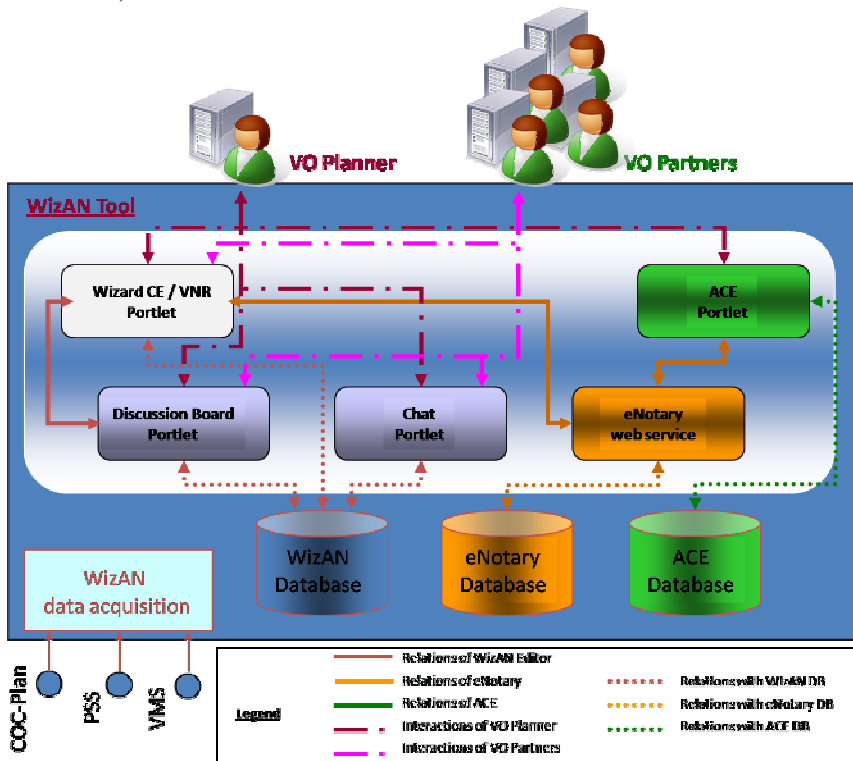 VO Planner
VO Partners
WizAN Tool
Wizard CE / VNR
Portlet
ACE
Portlet
Discussion Board
Portlet
Chat
Portlet
eNotary
web service
WizAN
Database
eNotary
Database
ACE
Database
WizAN
data acquisition
COC-Plan
PSS
VMS
Legend
Relations of WizAN Editor
Relations of eNotary
Relations of ACE
Interactions of VO Planner
Interactions of VO Partners
Relations with WizAN DB
Relations with eNotary DB
Relations with ACE DB